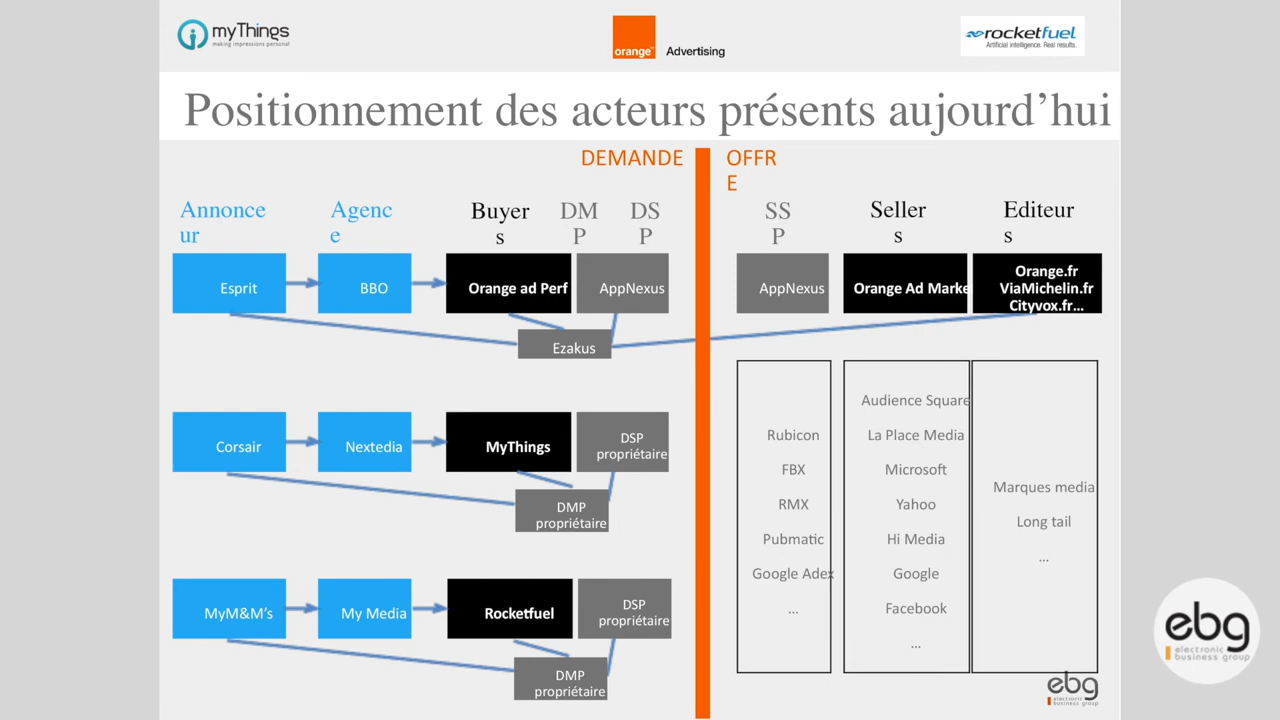 myThings
making impressions personal
orange™
Advertising
rocketfuel
Artificial intelligence. Real results.
Positionnement des acteurs présents aujourd’hui
DEMANDE
OFFR
E
Annonce
ur
Agenc
e
Buyer
s
DM
P
DS
P
SS
P
Seller
s
Editeur
s
Esprit
BBO
Orange ad Perf
AppNexus
AppNexus
Orange Ad Marke
Orange.fr
ViaMichelin.fr
Cityvox.fr…
Ezakus
Corsair
Nextedia
MyThings
DSP
propriétaire
DMP
propriétaire
MyM&M’s
My Media
Rocketfuel
DSP
propriétaire
DMP
propriétaire
Rubicon
FBX
RMX
Pubmatic
Google Adex
…
Audience Square
La Place Media
Microsoft
Yahoo
Hi Media
Google
Facebook
…
Marques media
Long tail
…
ebg
electronic
business group
ebg
electronic
business group